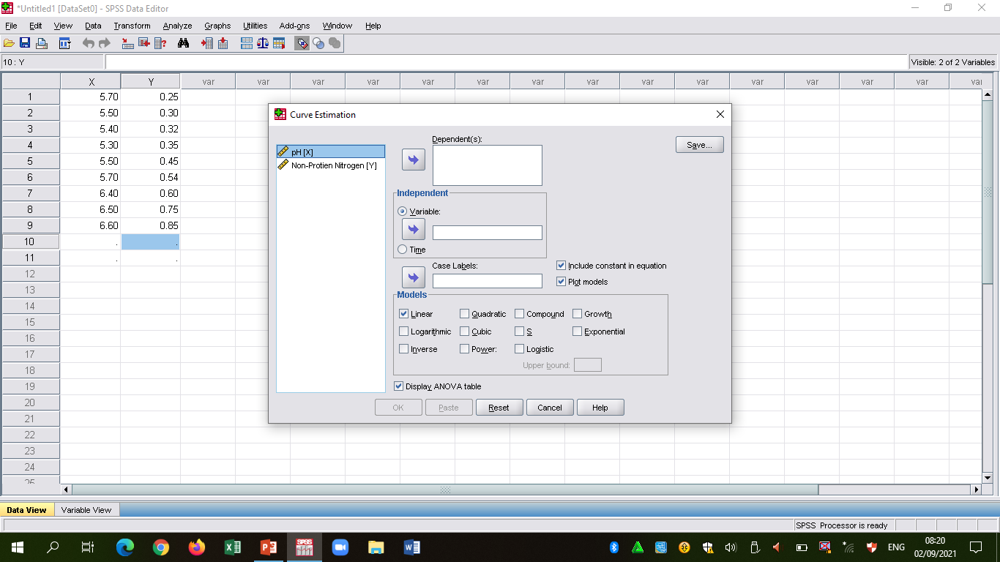 *Untitled1 [DataSet0] - SPSS Data Editor
File Edit View Data Transform Analyze Graphs Utilities Add-ons Window Help
10 : Y
Visible: 2 of 2 Variables
X Y var var var var var var var var var var var var var var
1 5.70 0.25
2 5.50 0.30
3 5.40 0.32
4 5.30 0.35
5 5.50 0.45
6 5.70 0.54
7 6.40 0.60
8 6.50 0.75
9 6.60 0.85
10 . .
11 . .
12
13
14
15
16
17
18
19
20
21
22
23
24
25
Curve Estimation
pH [X]
Non-Protien Nitrogen [Y]
Dependent(s):
Save...
Independent
Variable:
Time
Case Labels:
Include constant in equation
Plot models
Models
Linear Quadratic Compound Growth
Logarithmic Cubic S Exponential
Inverse Power: Logistic
Upper bound:
Display ANOVA table
OK Paste Reset Cancel Help
Data View Variable View
SPSS Processor is ready
SPSS
ENG
08:20
02/09/2021